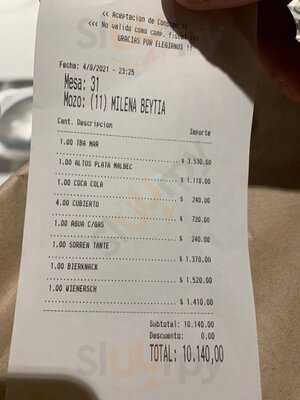 << Aceptacion de Consumo >>
<<< No valido como comp. fiscal >>>
GRACIAS POR ELEGIRNOS !!
Fecha: 4/9/2021 - 23:25
Mesa: 31
Mozo: (11) MILENA BEYTIA
Cant. Descripcion Importe
1.00 IBA MAR $ 3.530.00
1.00 ALTOS PLATA MALBEC $ 1.110.00
1.00 COCA COLA $ 240.00
4.00 CUBIERTO $ 720.00
1.00 AGUA C/GAS $ 240.00
1.00 SORREN TANTE $ 1.370.00
1.00 BIERKNACK $ 1.520.00
1.00 WIENERSCH $ 1.410.00
Subtotal: 10.140.00
Descuento: 0.00
TOTAL: 10.140,00
sluurpy